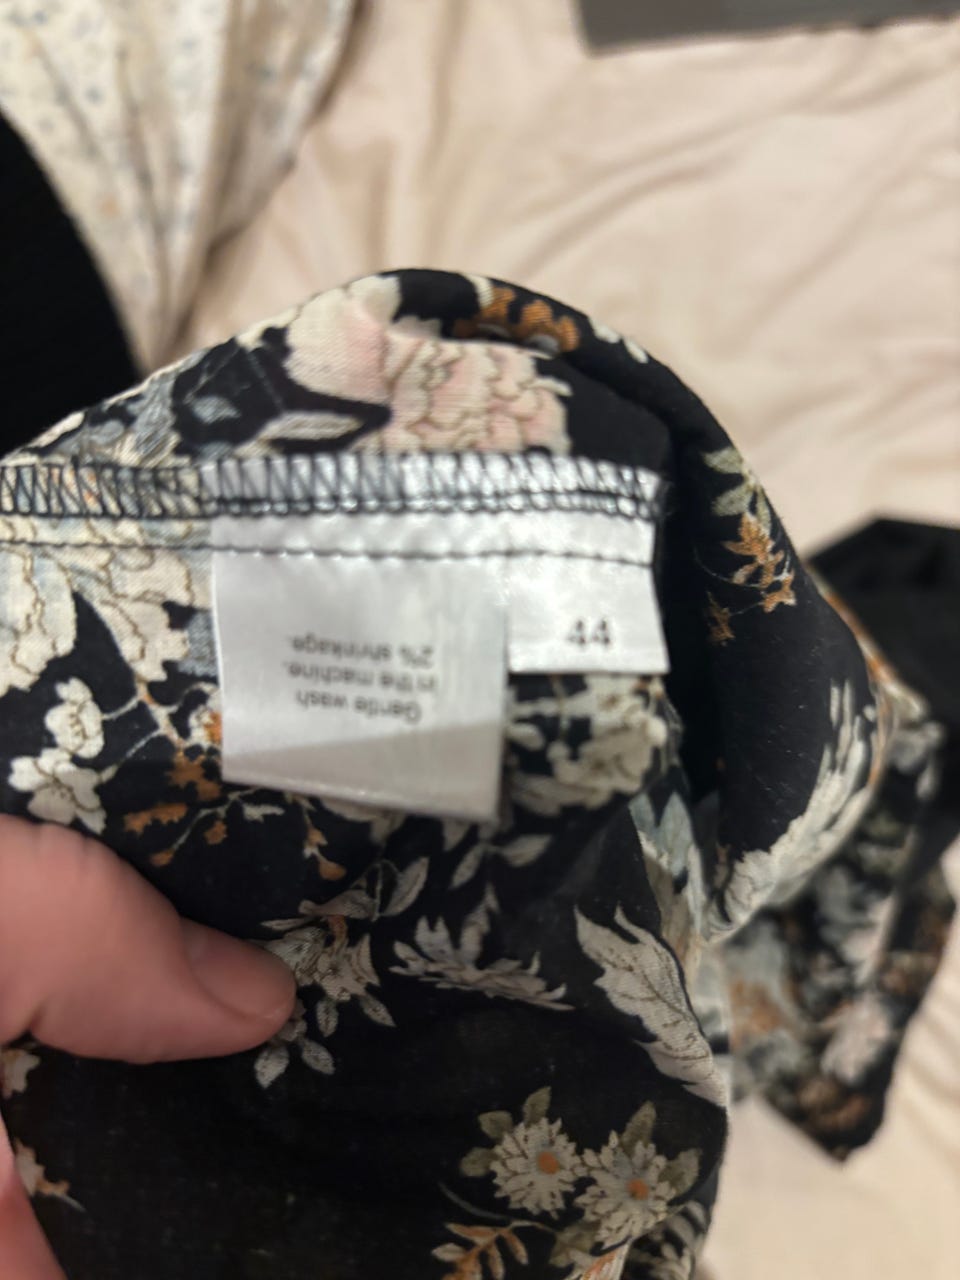 44
Gentle wash
in the machine.
2% shrinkage.